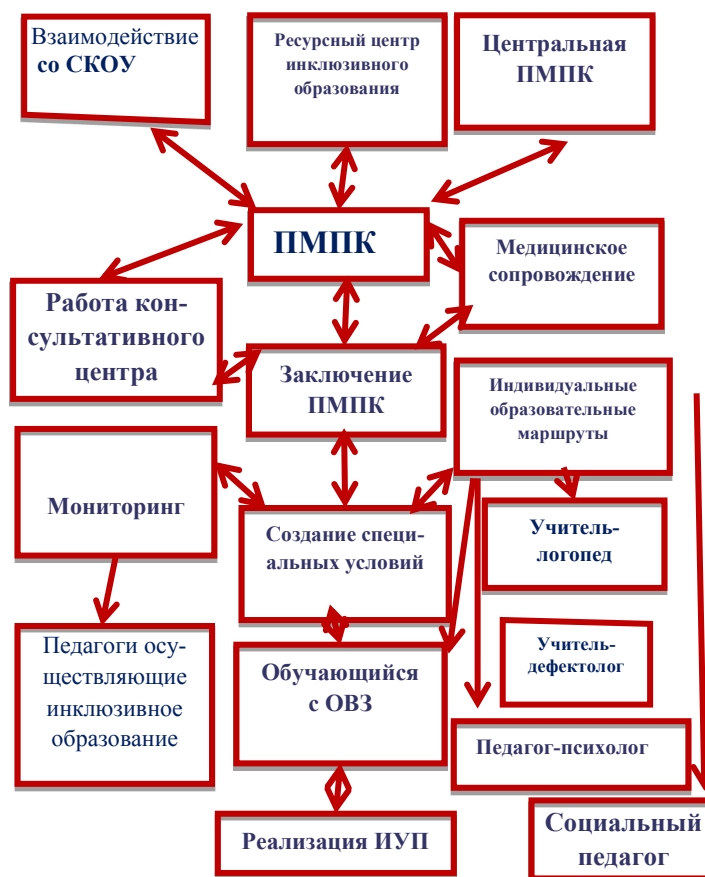 Взаимодействие
со СКОУ
Ресурсный центр
инклюзивного
образования
Центральная
ПМПК
ПМПК
Медицинское
сопровождение
Работа кон-
сультативного
центра
Заключение
ПМПК
Индивидуальные
образовательные
маршруты
Мониторинг
Создание специ-
альных условий
Учитель-
логопед
Педагоги осу-
ществляющие
инклюзивное
образование
Обучающийся
с ОВЗ
Учитель-
дефектолог
Педагог-психолог
Реализация ИУП
Социальный
педагог